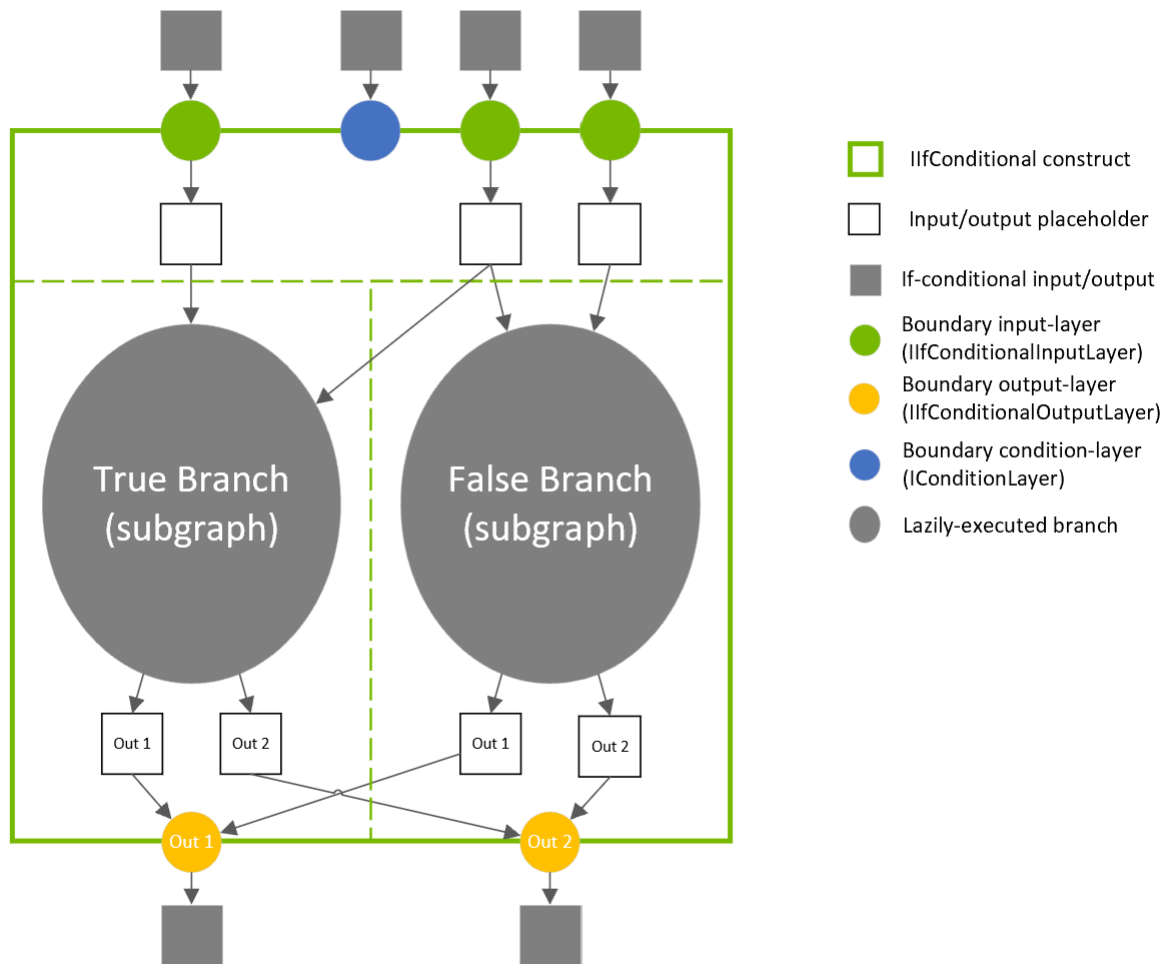 IIfConditional construct
Input/output placeholder
If-conditional input/output
Boundary input-layer
(IIfConditionalInputLayer)
Boundary output-layer
(IIfConditionalOutputLayer)
Boundary condition-layer
(IConditionLayer)
Lazily-executed branch
True Branch
(subgraph)
False Branch
(subgraph)
Out 1
Out 2
Out 1
Out 2
Out 1
Out 2